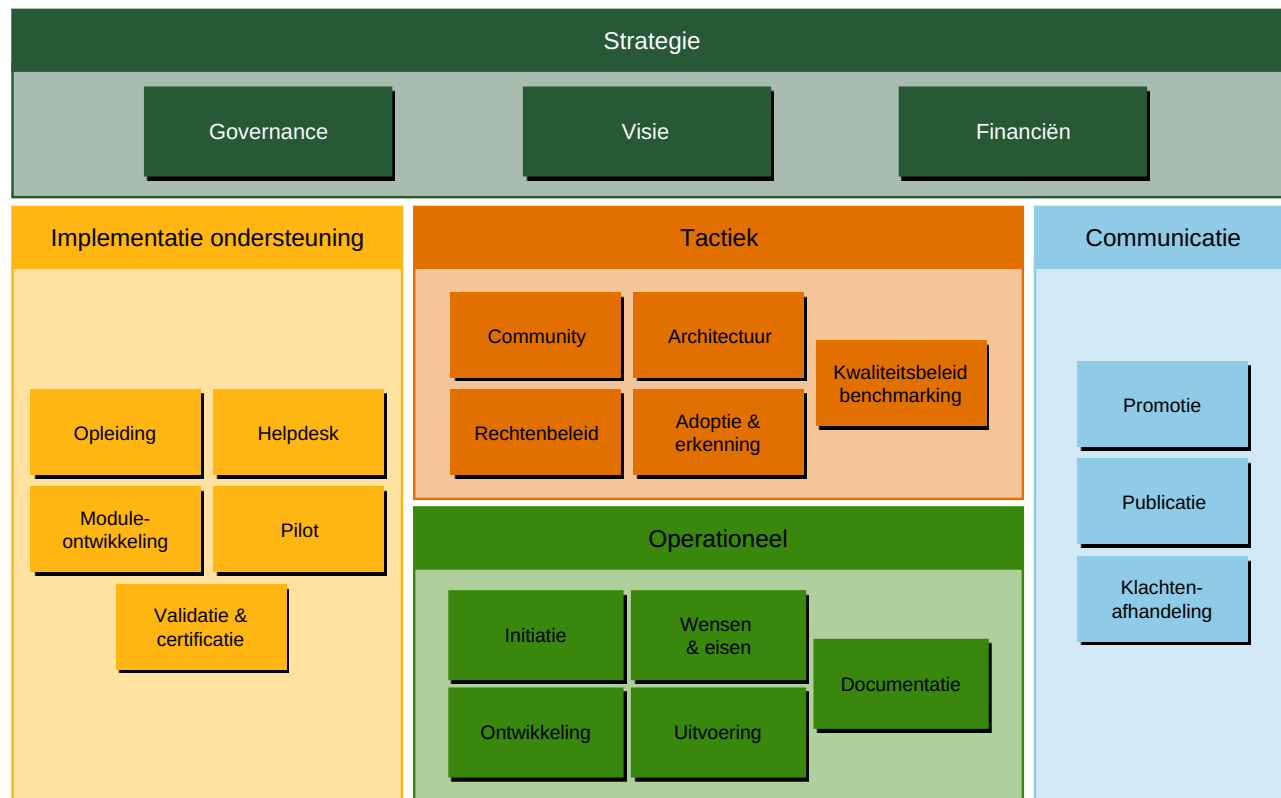 Strategie
Governance
Visie
Financiën
Implementatie ondersteuning
Opleiding
Helpdesk
Module-
ontwikkeling
Pilot
Validatie &
certificatie
Tactiek
Community
Architectuur
Kwaliteitsbeleid
benchmarking
Rechtenbeleid
Adoptie &
erkenning
Operationeel
Initiatie
Wensen
& eisen
Documentatie
Ontwikkeling
Uitvoering
Communicatie
Promotie
Publicatie
Klachten-
afhandeling